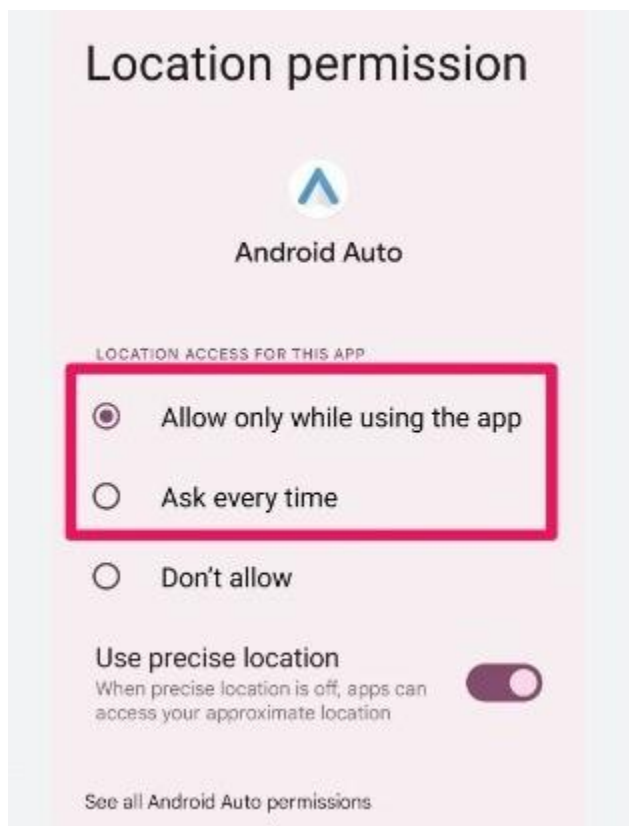 Location permission
Android Auto
LOCATION ACCESS FOR THIS APP
Allow only while using the app
Ask every time
Don't allow
Use precise location
When precise location is off, apps can
access your approximate location
See all Android Auto permissions